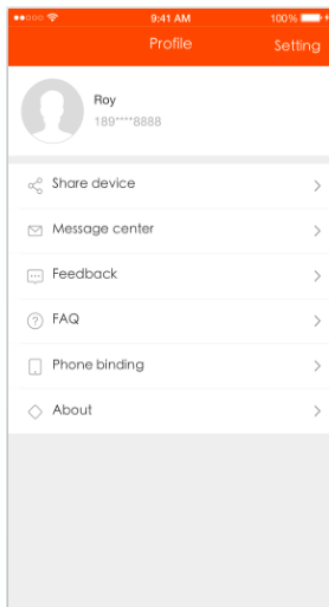 9:41 AM
100%
Profile
Setting
Roy
189****8888
Share device
Message center
Feedback
FAQ
Phone binding
About